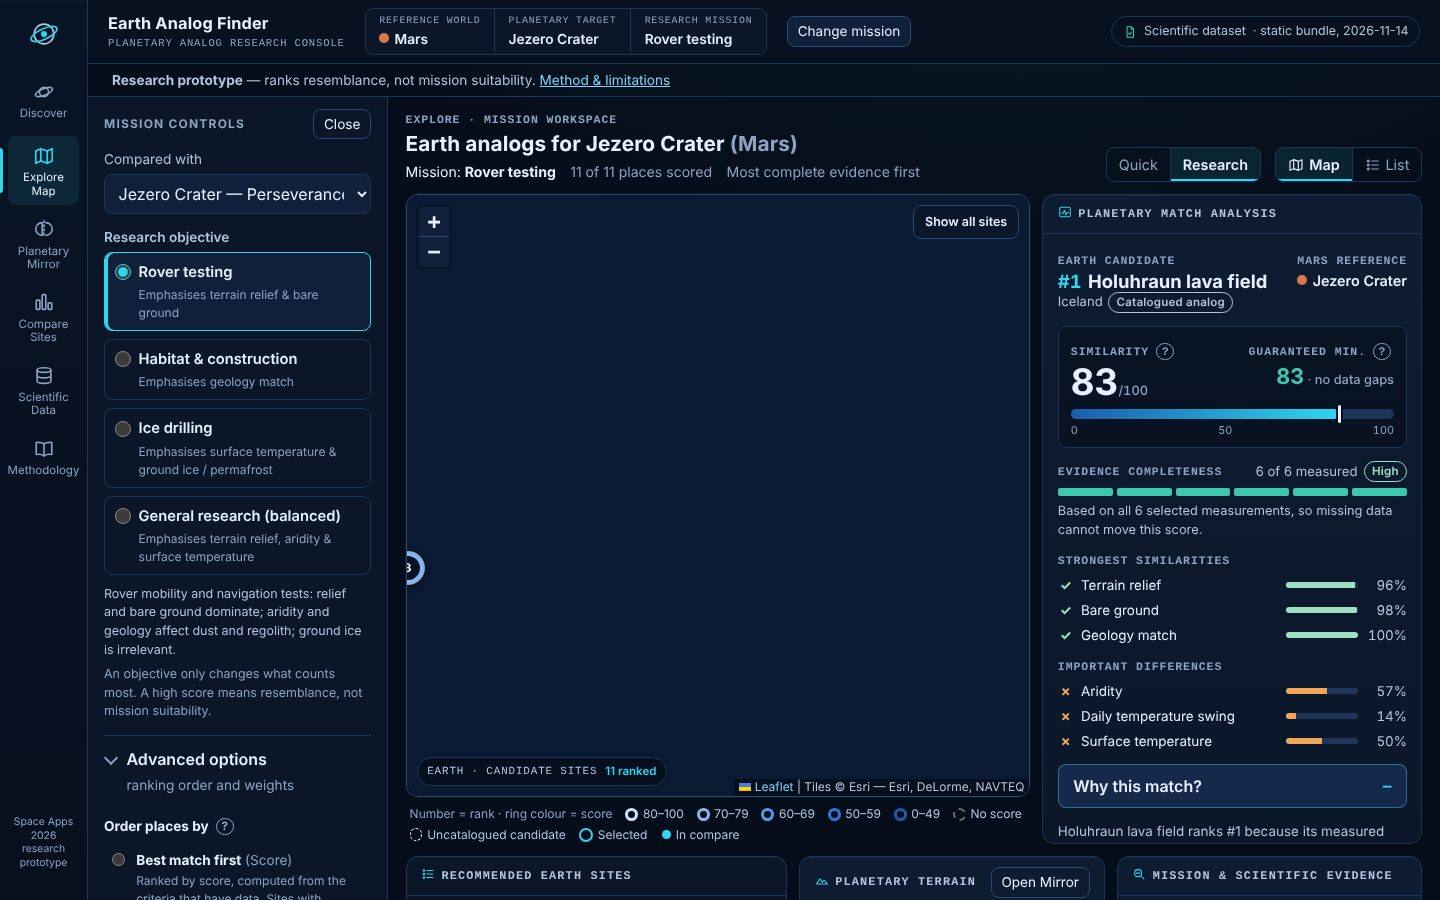 Earth Analog Finder
PLANETARY ANALOG RESEARCH CONSOLE
REFERENCE WORLD
Mars
PLANETARY TARGET
Jezero Crater
RESEARCH MISSION
Rover testing
Change mission
Scientific dataset · static bundle, 2026-11-14
Research prototype — ranks resemblance, not mission suitability. Method & limitations
Discover
Explore
Map
Planetary
Mirror
Compare
Sites
Scientific
Data
Methodology
Space Apps
2026
research
prototype
MISSION CONTROLS
Close
Compared with
Jezero Crater — Perseverance
Research objective
Rover testing
Emphasises terrain relief & bare
ground
Habitat & construction
Emphasises geology match
Ice drilling
Emphasises surface temperature &
ground ice / permafrost
General research (balanced)
Emphasises terrain relief, aridity &
surface temperature
Rover mobility and navigation tests: relief
and bare ground dominate; aridity and
geology affect dust and regolith; ground ice
is irrelevant.
An objective only changes what counts
most. A high score means resemblance, not
mission suitability.
Advanced options
ranking order and weights
Order places by ?
Best match first (Score)
Ranked by score, computed from the
criteria that have data. Sites with
EXPLORE · MISSION WORKSPACE
Earth analogs for Jezero Crater (Mars)
Mission: Rover testing 11 of 11 places scored Most complete evidence first
Quick
Research
Map
List
+
−
Show all sites
3
EARTH · CANDIDATE SITES 11 ranked
Leaflet | Tiles © Esri — Esri, DeLorme, NAVTEQ
Number = rank · ring colour = score 80–100 70–79 60–69 50–59 0–49 No score
Uncatalogued candidate Selected In compare
PLANETARY MATCH ANALYSIS
EARTH CANDIDATE
#1 Holuhraun lava field
Iceland Catalogued analog
MARS REFERENCE
Jezero Crater
SIMILARITY ?
83/100
GUARANTEED MIN. ?
83 · no data gaps
0 50 100
EVIDENCE COMPLETENESS 6 of 6 measured High
Based on all 6 selected measurements, so missing data
cannot move this score.
STRONGEST SIMILARITIES
Terrain relief 96%
Bare ground 98%
Geology match 100%
IMPORTANT DIFFERENCES
Aridity 57%
Daily temperature swing 14%
Surface temperature 50%
Why this match? −
Holuhraun lava field ranks #1 because its measured
RECOMMENDED EARTH SITES
PLANETARY TERRAIN
Open Mirror
MISSION & SCIENTIFIC EVIDENCE